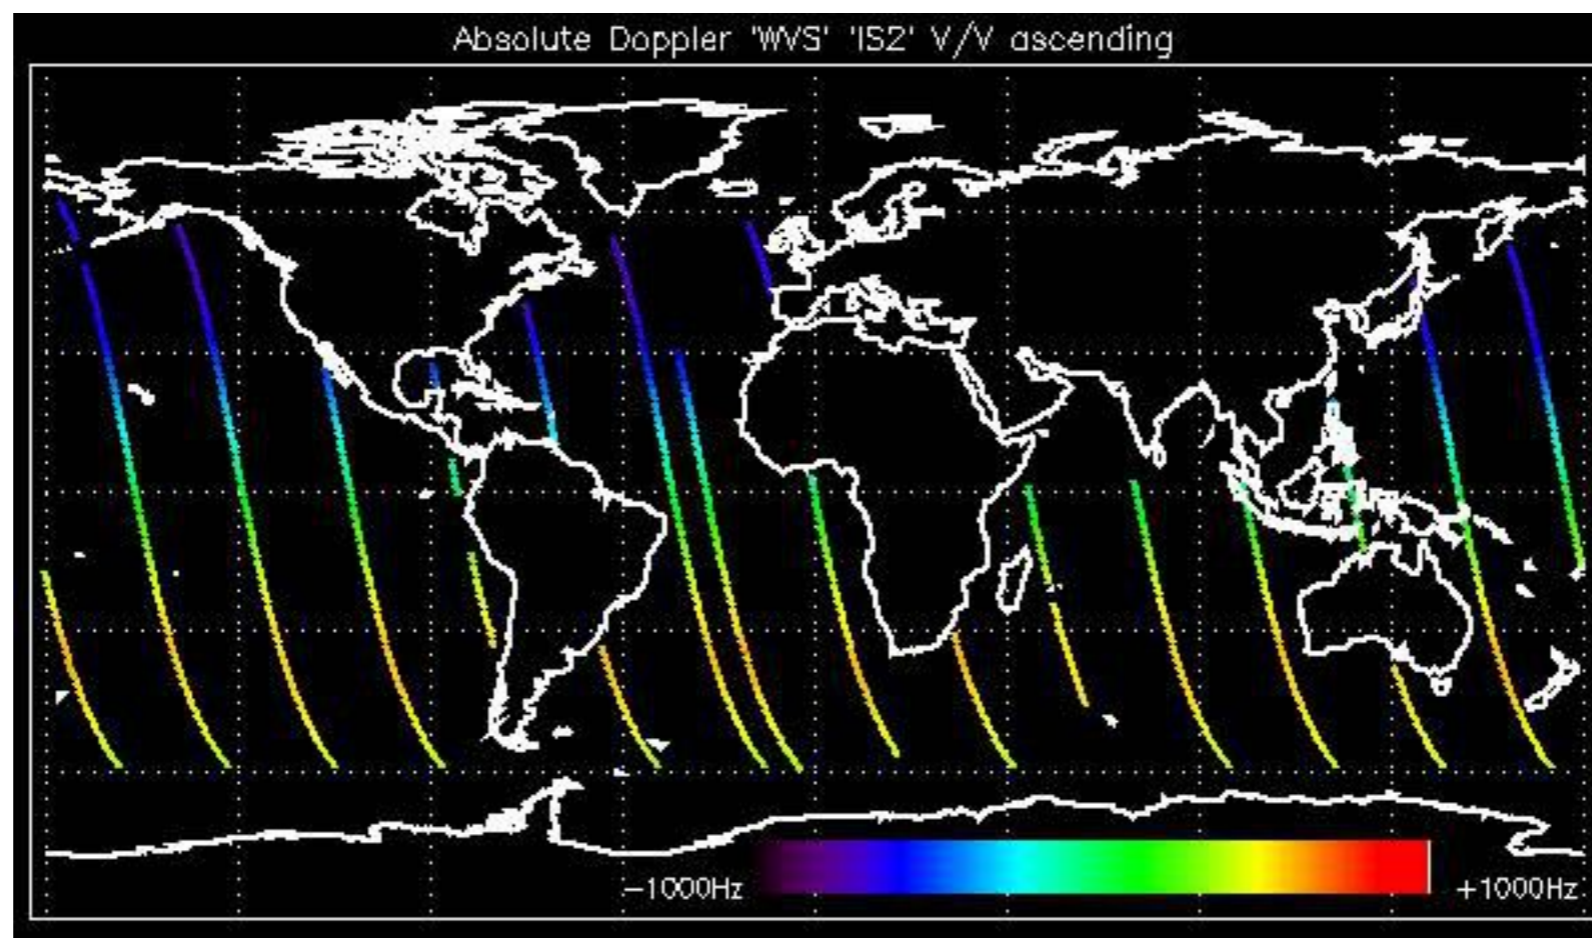 Absolute Doppler 'WVS' 'IS2' V/V ascending
−1000Hz
+1000Hz